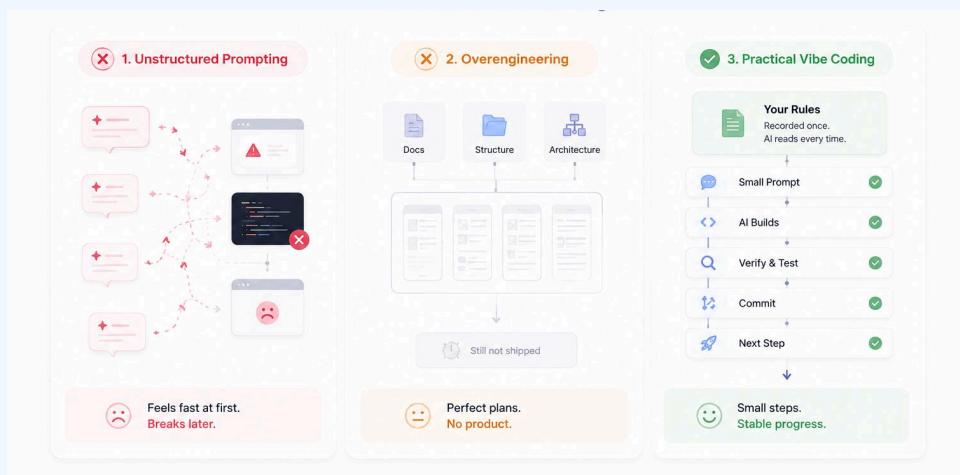 1. Unstructured Prompting
Feels fast at first.
Breaks later.
2. Overengineering
Docs
Structure
Architecture
Still not shipped
Perfect plans.
No product.
3. Practical Vibe Coding
Your Rules
Recorded once.
AI reads every time.
Small Prompt
AI Builds
Verify & Test
Commit
Next Step
Small steps.
Stable progress.